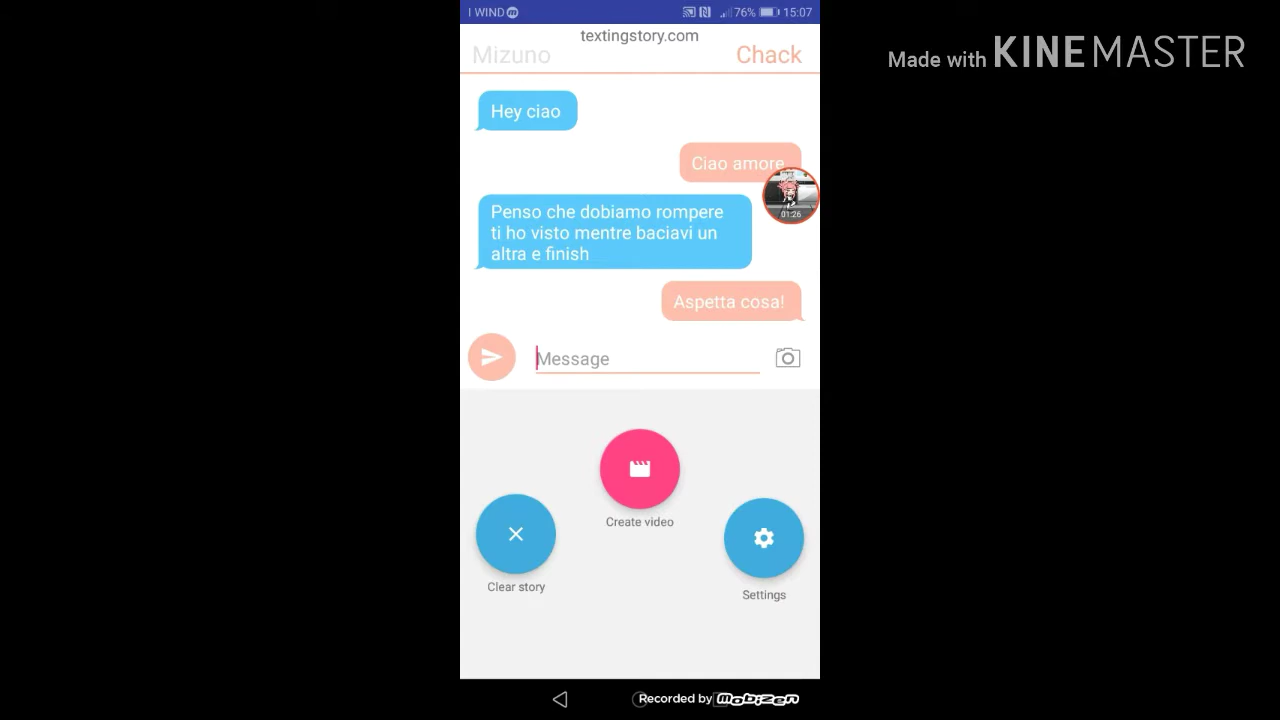 I WIND m 76% 15:07
textingstory.com
Mizuno Chack
Made with KINEMASTER
Hey ciao
Ciao amore
01:26
Penso che dobiamo rompere
ti ho visto mentre baciavi un
altra e finish
Aspetta cosa!
Message
Create video
Clear story
Settings
Recorded by MOBIZEN